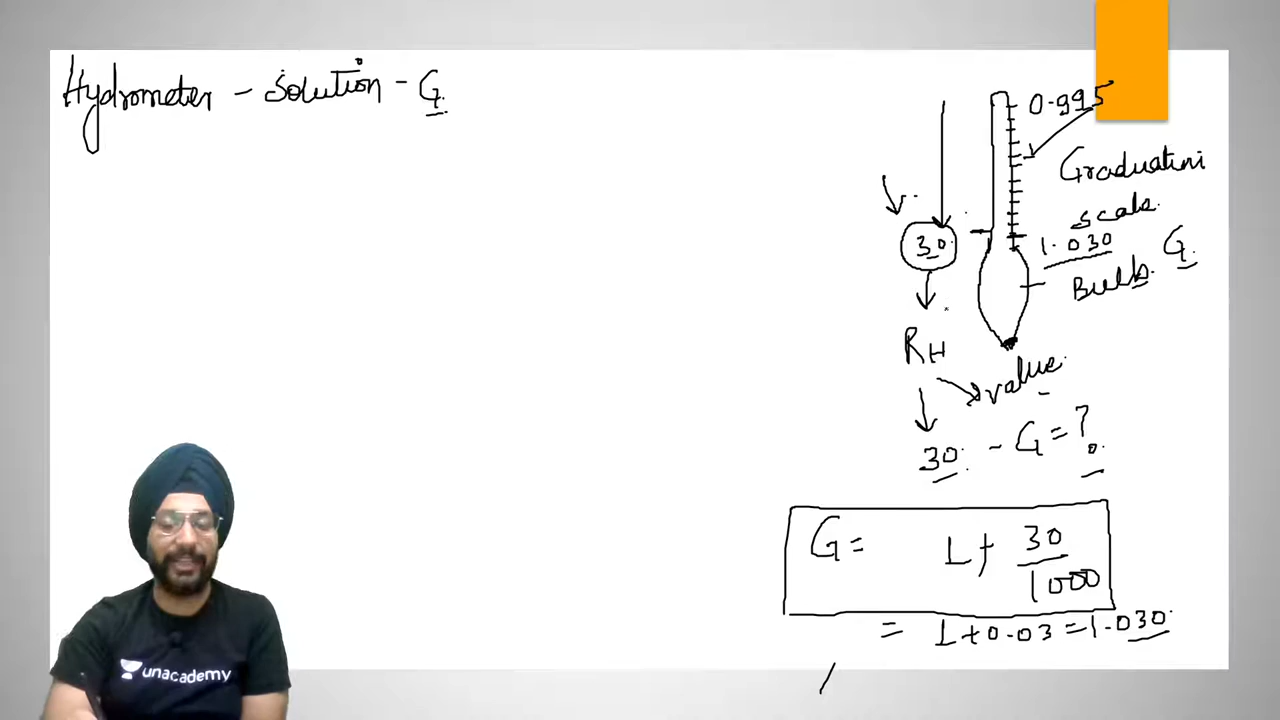 Hydrometer - Solution - G
0.995
Graduation
scale
1.030
G
Bulb
30
RH
value
30 - G = ?
G = 1 + 30/1000
= 1 + 0.03 = 1.030
unacademy